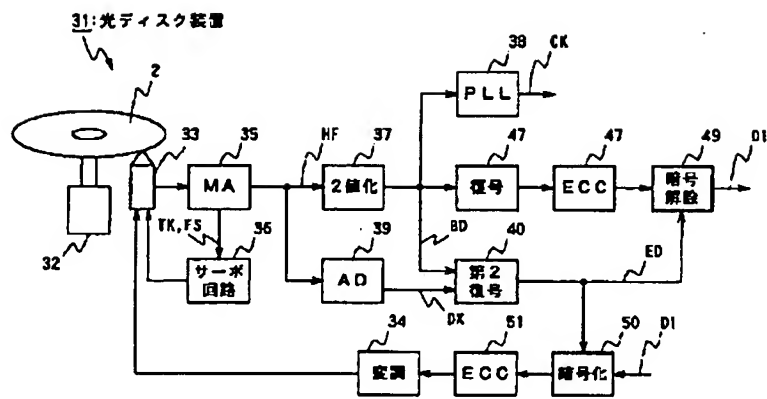 31:光ディスク装置
2
32
33
35
MA
TK,FS
36
サーボ
回路
HF
37
2値化
38
PLL
CK
39
AD
BD
DX
47
復号
47
ECC
49
暗号
解除
D1
40
第2
復号
ED
34
変調
51
ECC
50
暗号化
D1